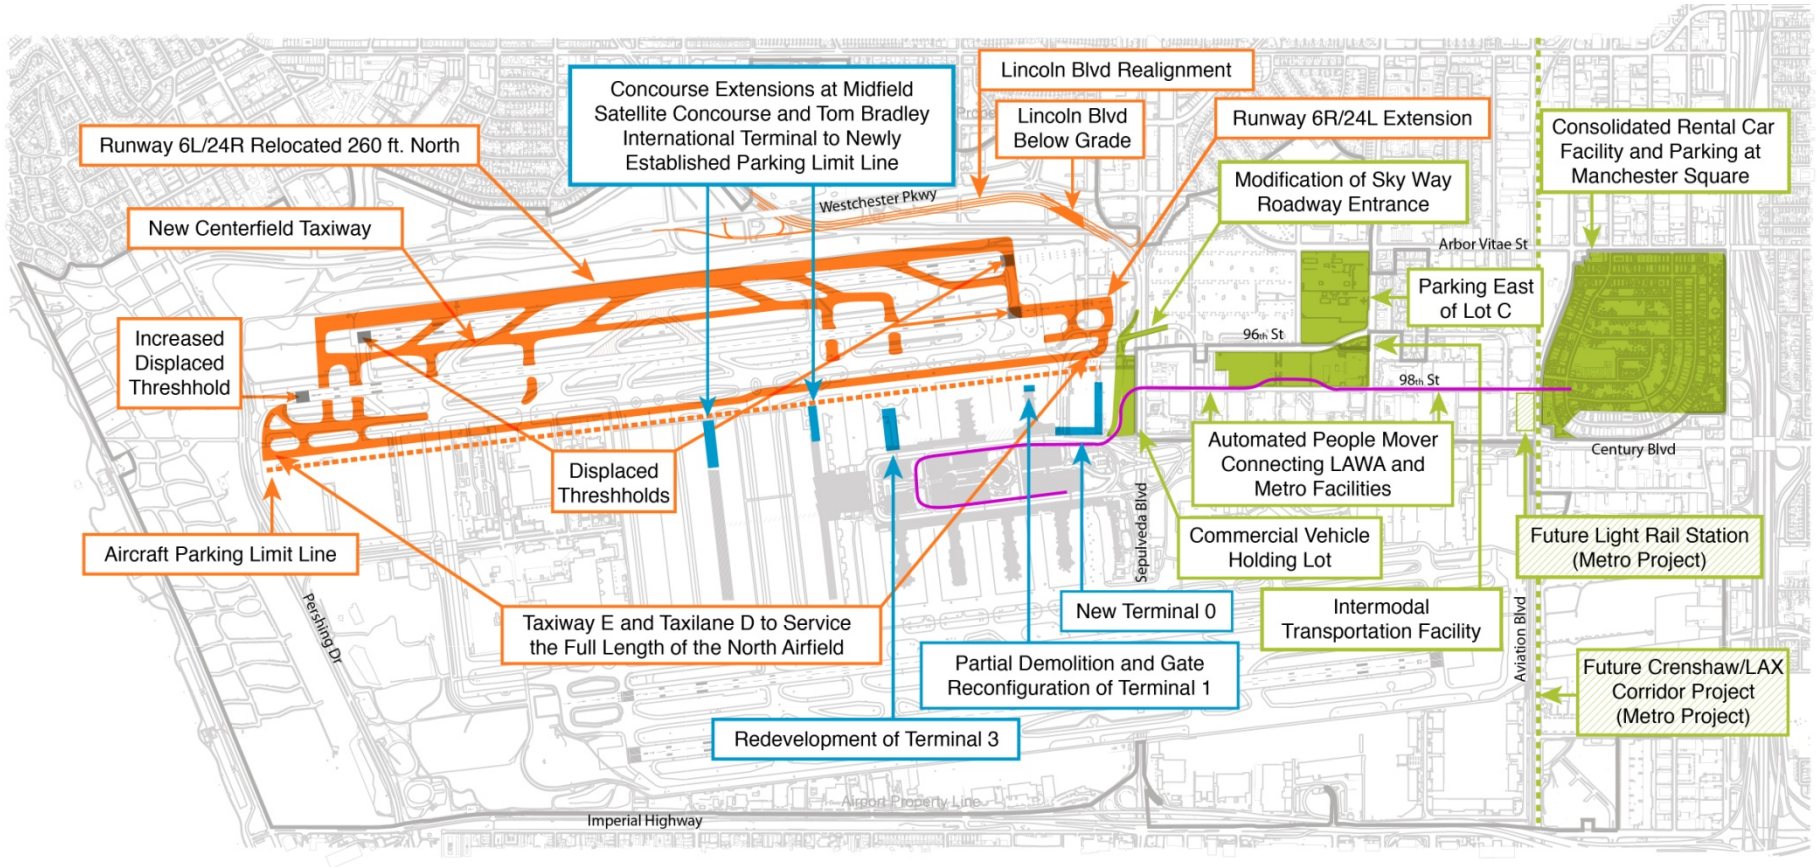 Lincoln Blvd Realignment
Concourse Extensions at Midfield
Satellite Concourse and Tom Bradley
International Terminal to Newly
Established Parking Limit Line
Lincoln Blvd
Below Grade
Runway 6R/24L Extension
Consolidated Rental Car
Facility and Parking at
Manchester Square
Runway 6L/24R Relocated 260 ft. North
Modification of Sky Way
Roadway Entrance
Westchester Pkwy
New Centerfield Taxiway
Arbor Vitae St
Parking East
of Lot C
Increased
Displaced
Threshhold
96th St
98th St
Automated People Mover
Connecting LAWA and
Metro Facilities
Century Blvd
Displaced
Threshholds
Sepulveda Blvd
Aircraft Parking Limit Line
Commercial Vehicle
Holding Lot
Future Light Rail Station
(Metro Project)
Pershing Dr
Taxiway E and Taxilane D to Service
the Full Length of the North Airfield
New Terminal 0
Intermodal
Transportation Facility
Aviation Blvd
Partial Demolition and Gate
Reconfiguration of Terminal 1
Future Crenshaw/LAX
Corridor Project
(Metro Project)
Redevelopment of Terminal 3
Airport Property Line
Imperial Highway